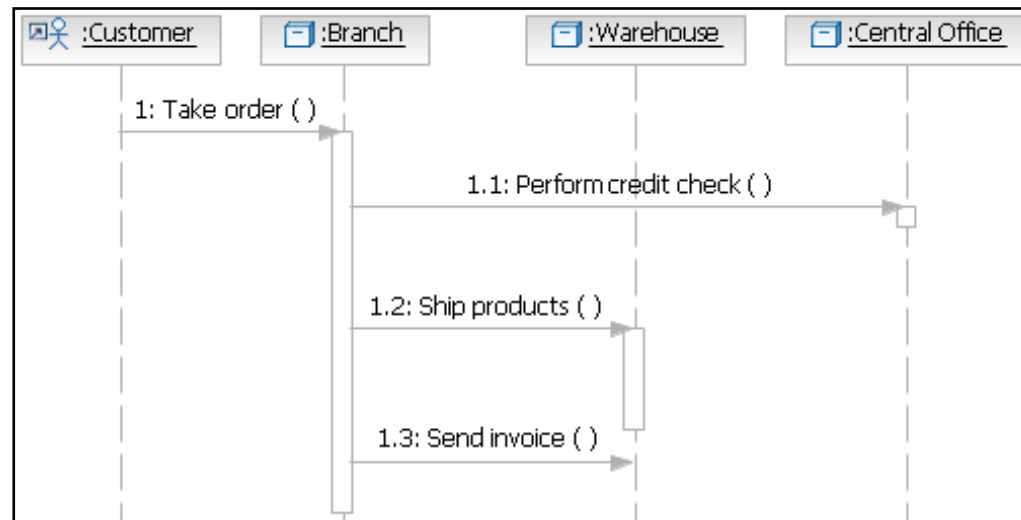 :Customer
:Branch
:Warehouse
:Central Office
1: Take order ( )
1.1: Perform credit check ( )
1.2: Ship products ( )
1.3: Send invoice ( )